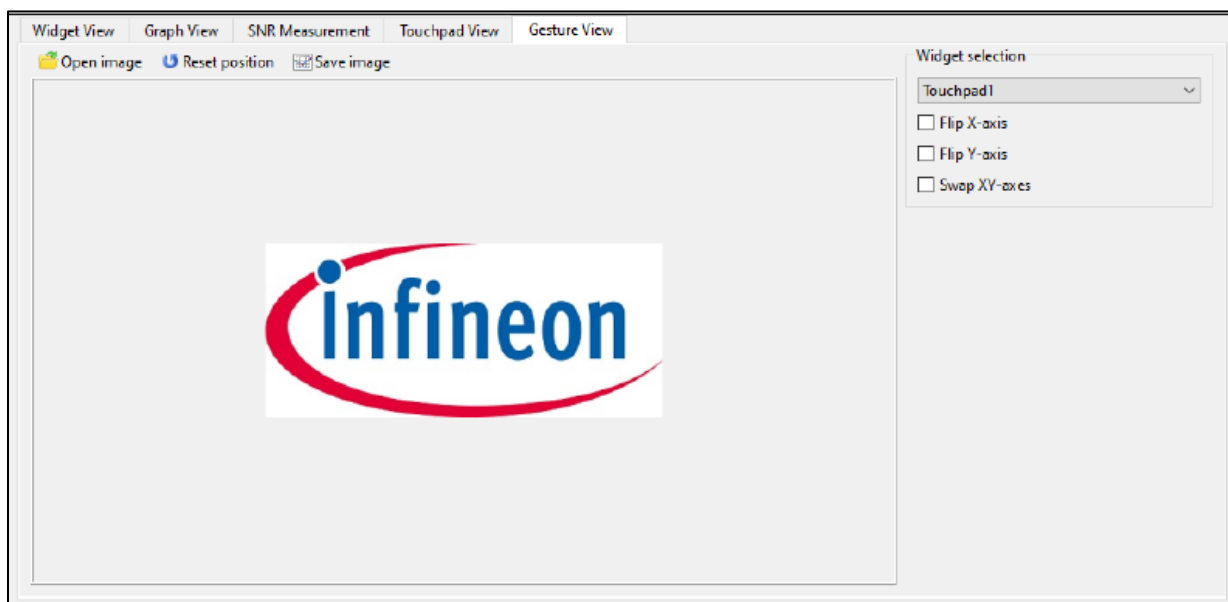 Widget View Graph View SNR Measurement Touchpad View Gesture View
Open image Reset position Save image
Widget selection
Touchpad1
Flip X-axis
Flip Y-axis
Swap XY-axes
infineon